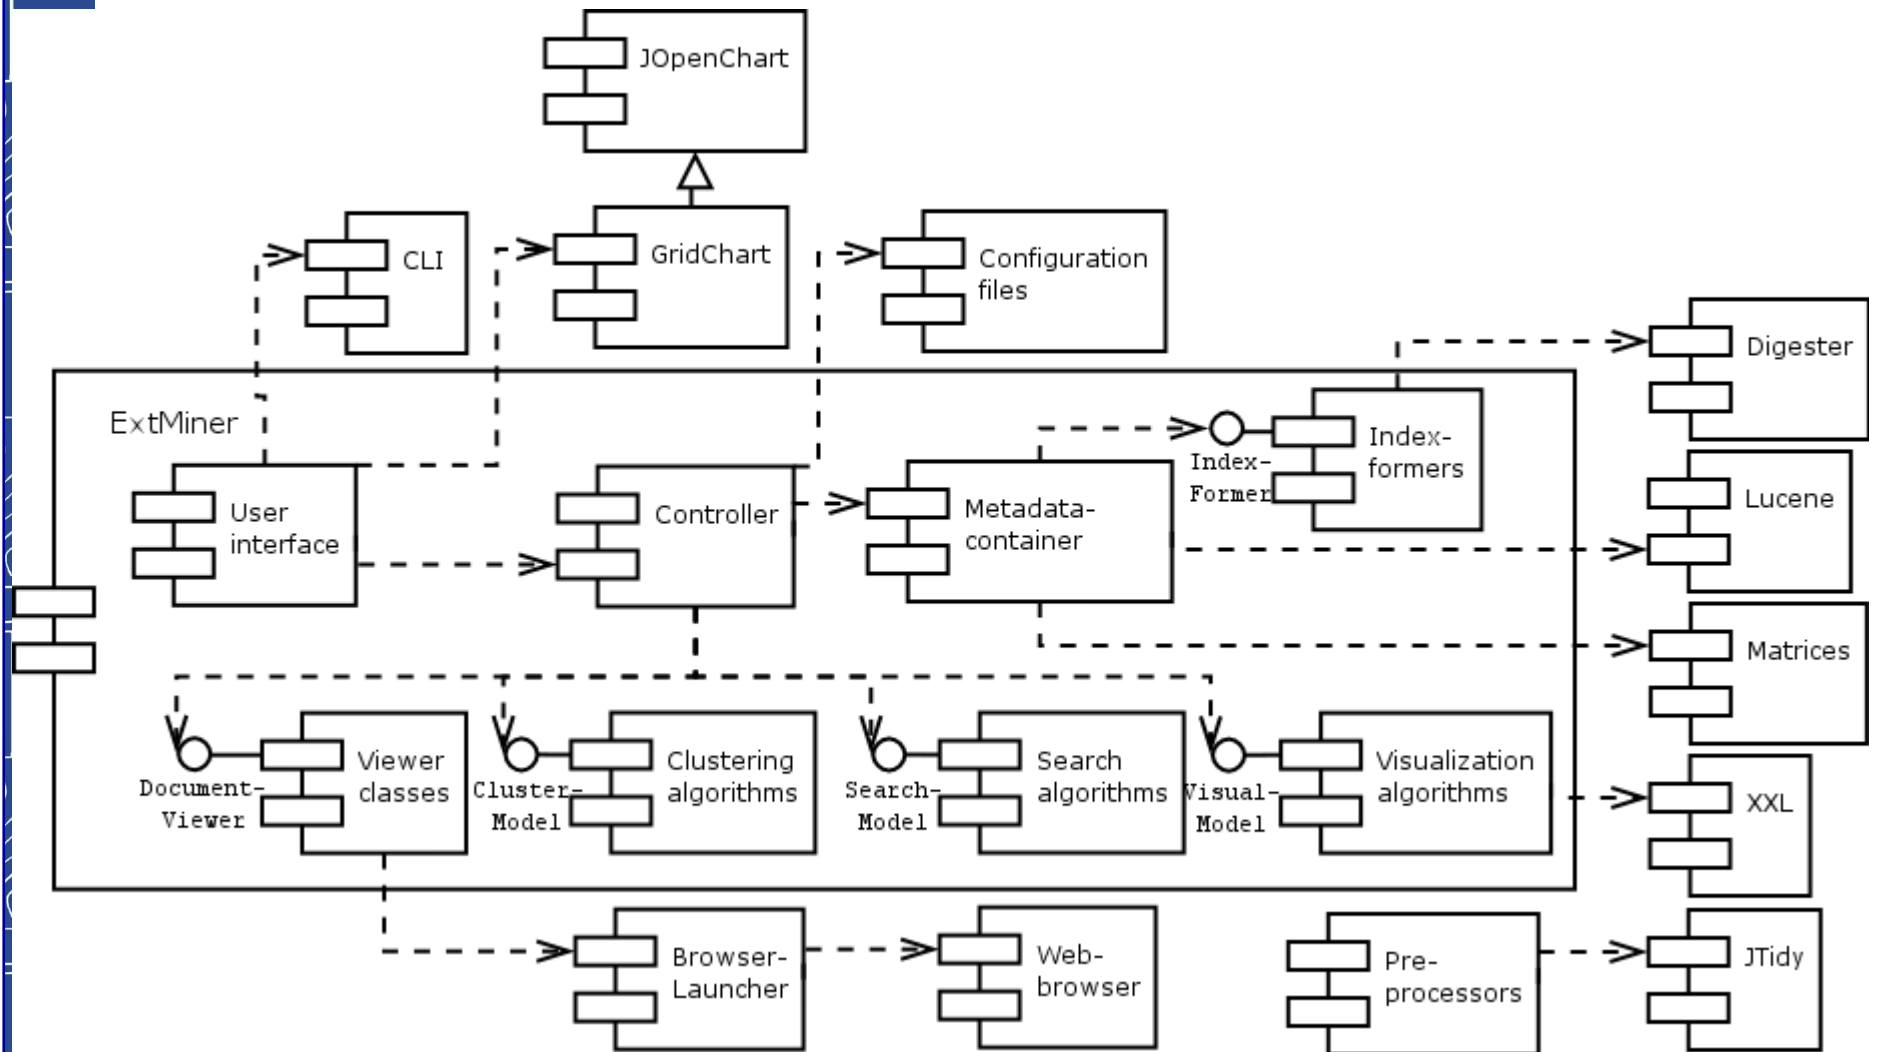 JOpenChart
CLI
GridChart
Configuration
files
Digester
ExtMiner
Index-
formers
Index-
Former
Lucene
User
interface
Controller
Metadata-
container
Matrices
Viewer
classes
Document-
Viewer
Clustering
algorithms
Cluster-
Model
Search
algorithms
Search-
Model
Visualization
algorithms
Visual-
Model
XXL
Browser-
Launcher
Web-
browser
Pre-
processors
JTidy